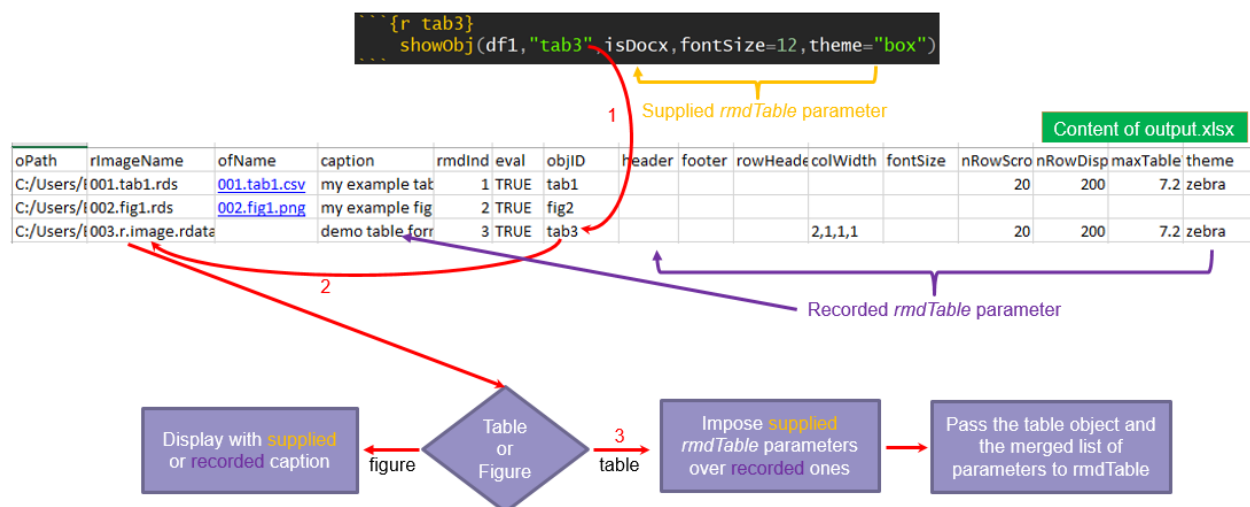 ```{r tab3}
showObj(df1,"tab3",isDocx,fontSize=12,theme="box")
```
Supplied rmdTable parameter
1
Content of output.xlsx
oPath rImageName ofName caption rmdInd eval objID header footer rowHeade colWidth fontSize nRowScro nRowDisp maxTable theme
C:/Users/E 001.tab1.rds 001.tab1.csv my example tab 1 TRUE tab1 20 200 7.2 zebra
C:/Users/E 002.fig1.rds 002.fig1.png my example fig 2 TRUE fig2
C:/Users/E 003.r.image.rdata demo table forr 3 TRUE tab3 2,1,1,1 20 200 7.2 zebra
2
Recorded rmdTable parameter
Display with supplied
or recorded caption
figure
Table
or
Figure
3
table
Impose supplied
rmdTable parameters
over recorded ones
Pass the table object and
the merged list of
parameters to rmdTable